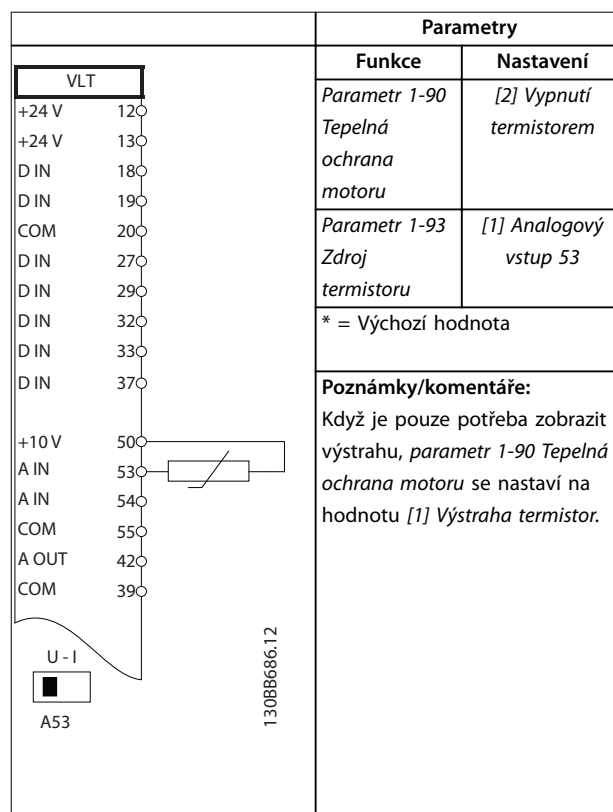 VLT
+24 V 12
+24 V 13
D IN 18
D IN 19
COM 20
D IN 27
D IN 29
D IN 32
D IN 33
D IN 37
+10 V 50
A IN 53
A IN 54
COM 55
A OUT 42
COM 39
U - I
A53
130BB686.12
Parametry
Funkce Nastavení
Parametr 1-90 [2] Vypnutí
Tepelná termistorem
ochrana
motoru
Parametr 1-93 [1] Analogový
Zdroj vstup 53
termistoru
* = Výchozí hodnota
Poznámky/komentáře:
Když je pouze potřeba zobrazit
výstrahu, parametr 1-90 Tepelná
ochrana motoru se nastaví na
hodnotu [1] Výstraha termistor.